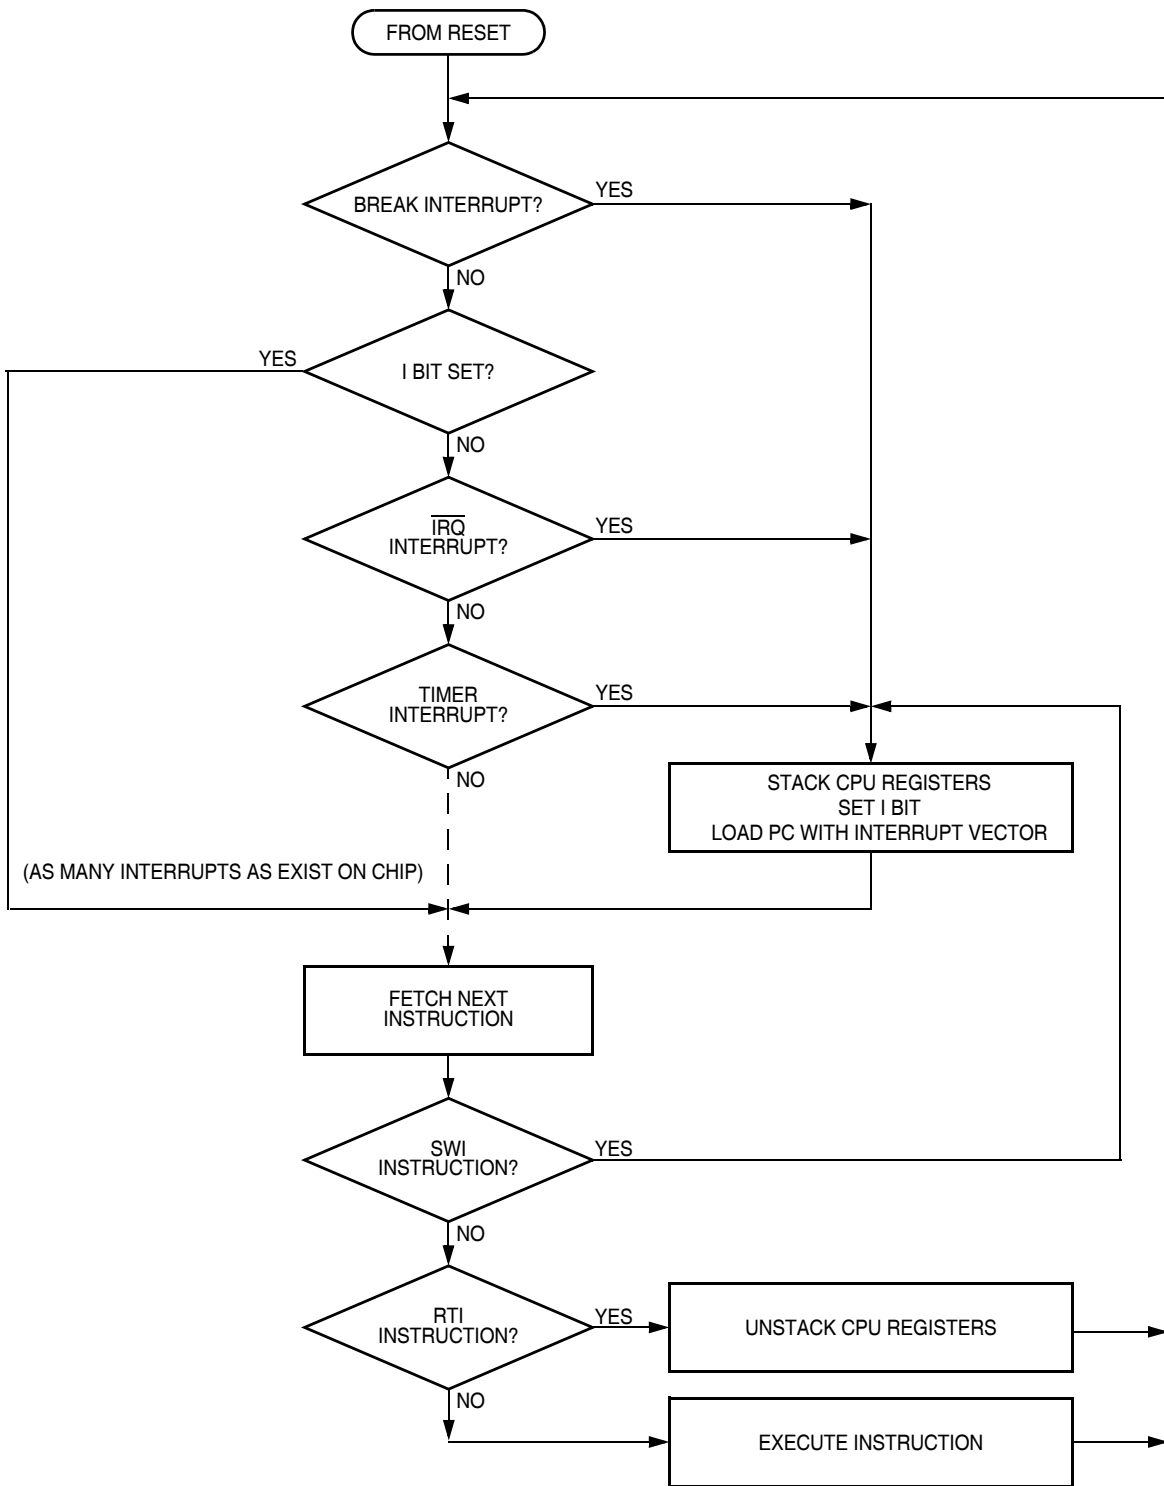 FROM RESET
BREAK INTERRUPT?
YES
NO
YES
I BIT SET?
NO
IRQ
INTERRUPT?
YES
NO
TIMER
INTERRUPT?
YES
NO
STACK CPU REGISTERS
SET I BIT
LOAD PC WITH INTERRUPT VECTOR
(AS MANY INTERRUPTS AS EXIST ON CHIP)
FETCH NEXT
INSTRUCTION
SWI
INSTRUCTION?
YES
NO
RTI
INSTRUCTION?
YES
UNSTACK CPU REGISTERS
NO
EXECUTE INSTRUCTION